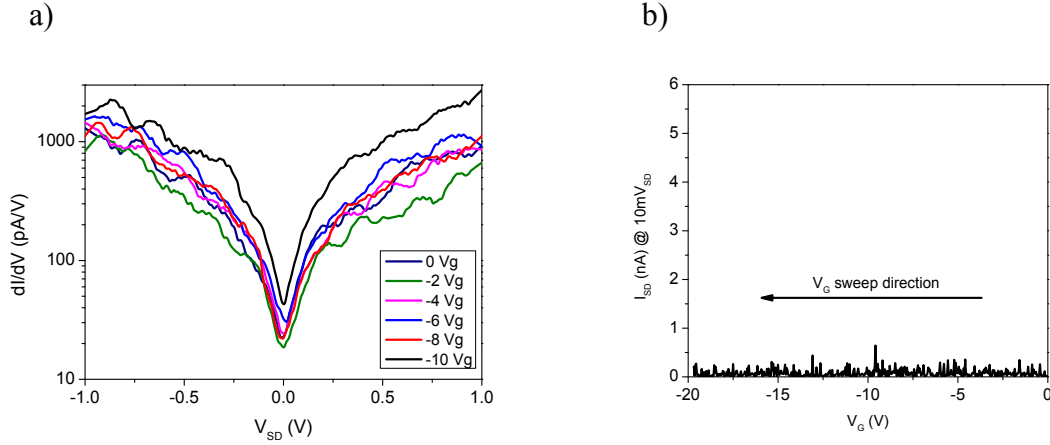 a)
b)
dI/dV (pA/V)
1000
100
10
0 Vg
-2 Vg
-4 Vg
-6 Vg
-8 Vg
-10 Vg
-1.0 -0.5 0.0 0.5 1.0
V_SD (V)
I_SD (nA) @ 10mV_SD
6
5
4
3
2
1
0
V_G sweep direction
-20 -15 -10 -5 0
V_G (V)